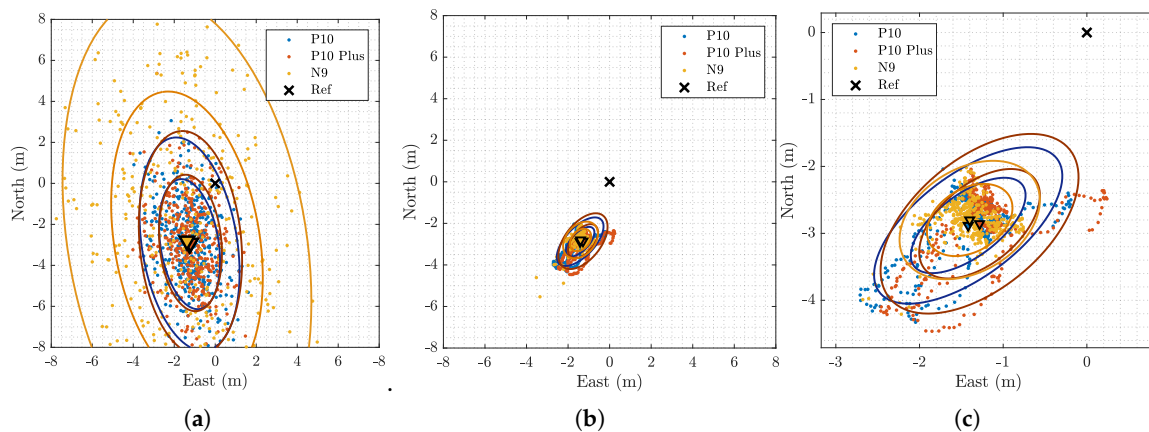 8
6
4
2
0
-2
-4
-6
-8
North (m)
-8 -6 -4 -2 0 2 4 6 8
East (m)
P10
P10 Plus
N9
Ref
(a)
.
8
6
4
2
0
-2
-4
-6
-8
North (m)
-8 -6 -4 -2 0 2 4 6 8
East (m)
P10
P10 Plus
N9
Ref
(b)
0
-1
-2
-3
-4
North (m)
-3 -2 -1 0
East (m)
P10
P10 Plus
N9
Ref
(c)